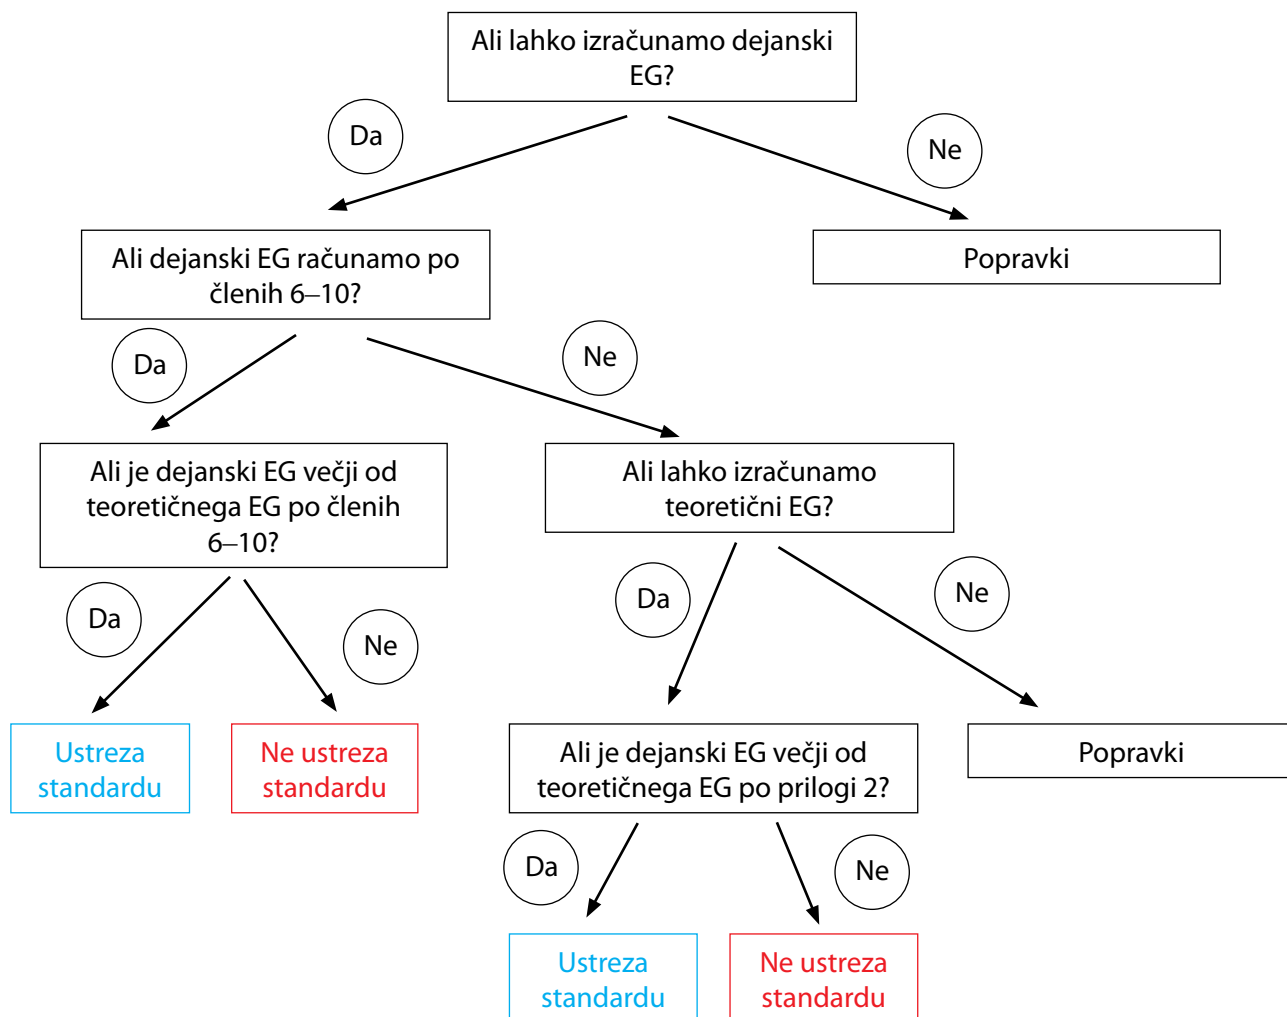 Ali lahko izračunamo dejanski
EG?
Da
Ne
Ali dejanski EG računamo po
členih 6–10?
Popravki
Da
Ne
Ali je dejanski EG večji od
teoretičnega EG po členih
6–10?
Ali lahko izračunamo
teoretični EG?
Da
Ne
Da
Ne
Ustreza
standardu
Ne ustreza
standardu
Ali je dejanski EG večji od
teoretičnega EG po prilogi 2?
Popravki
Da
Ne
Ustreza
standardu
Ne ustreza
standardu